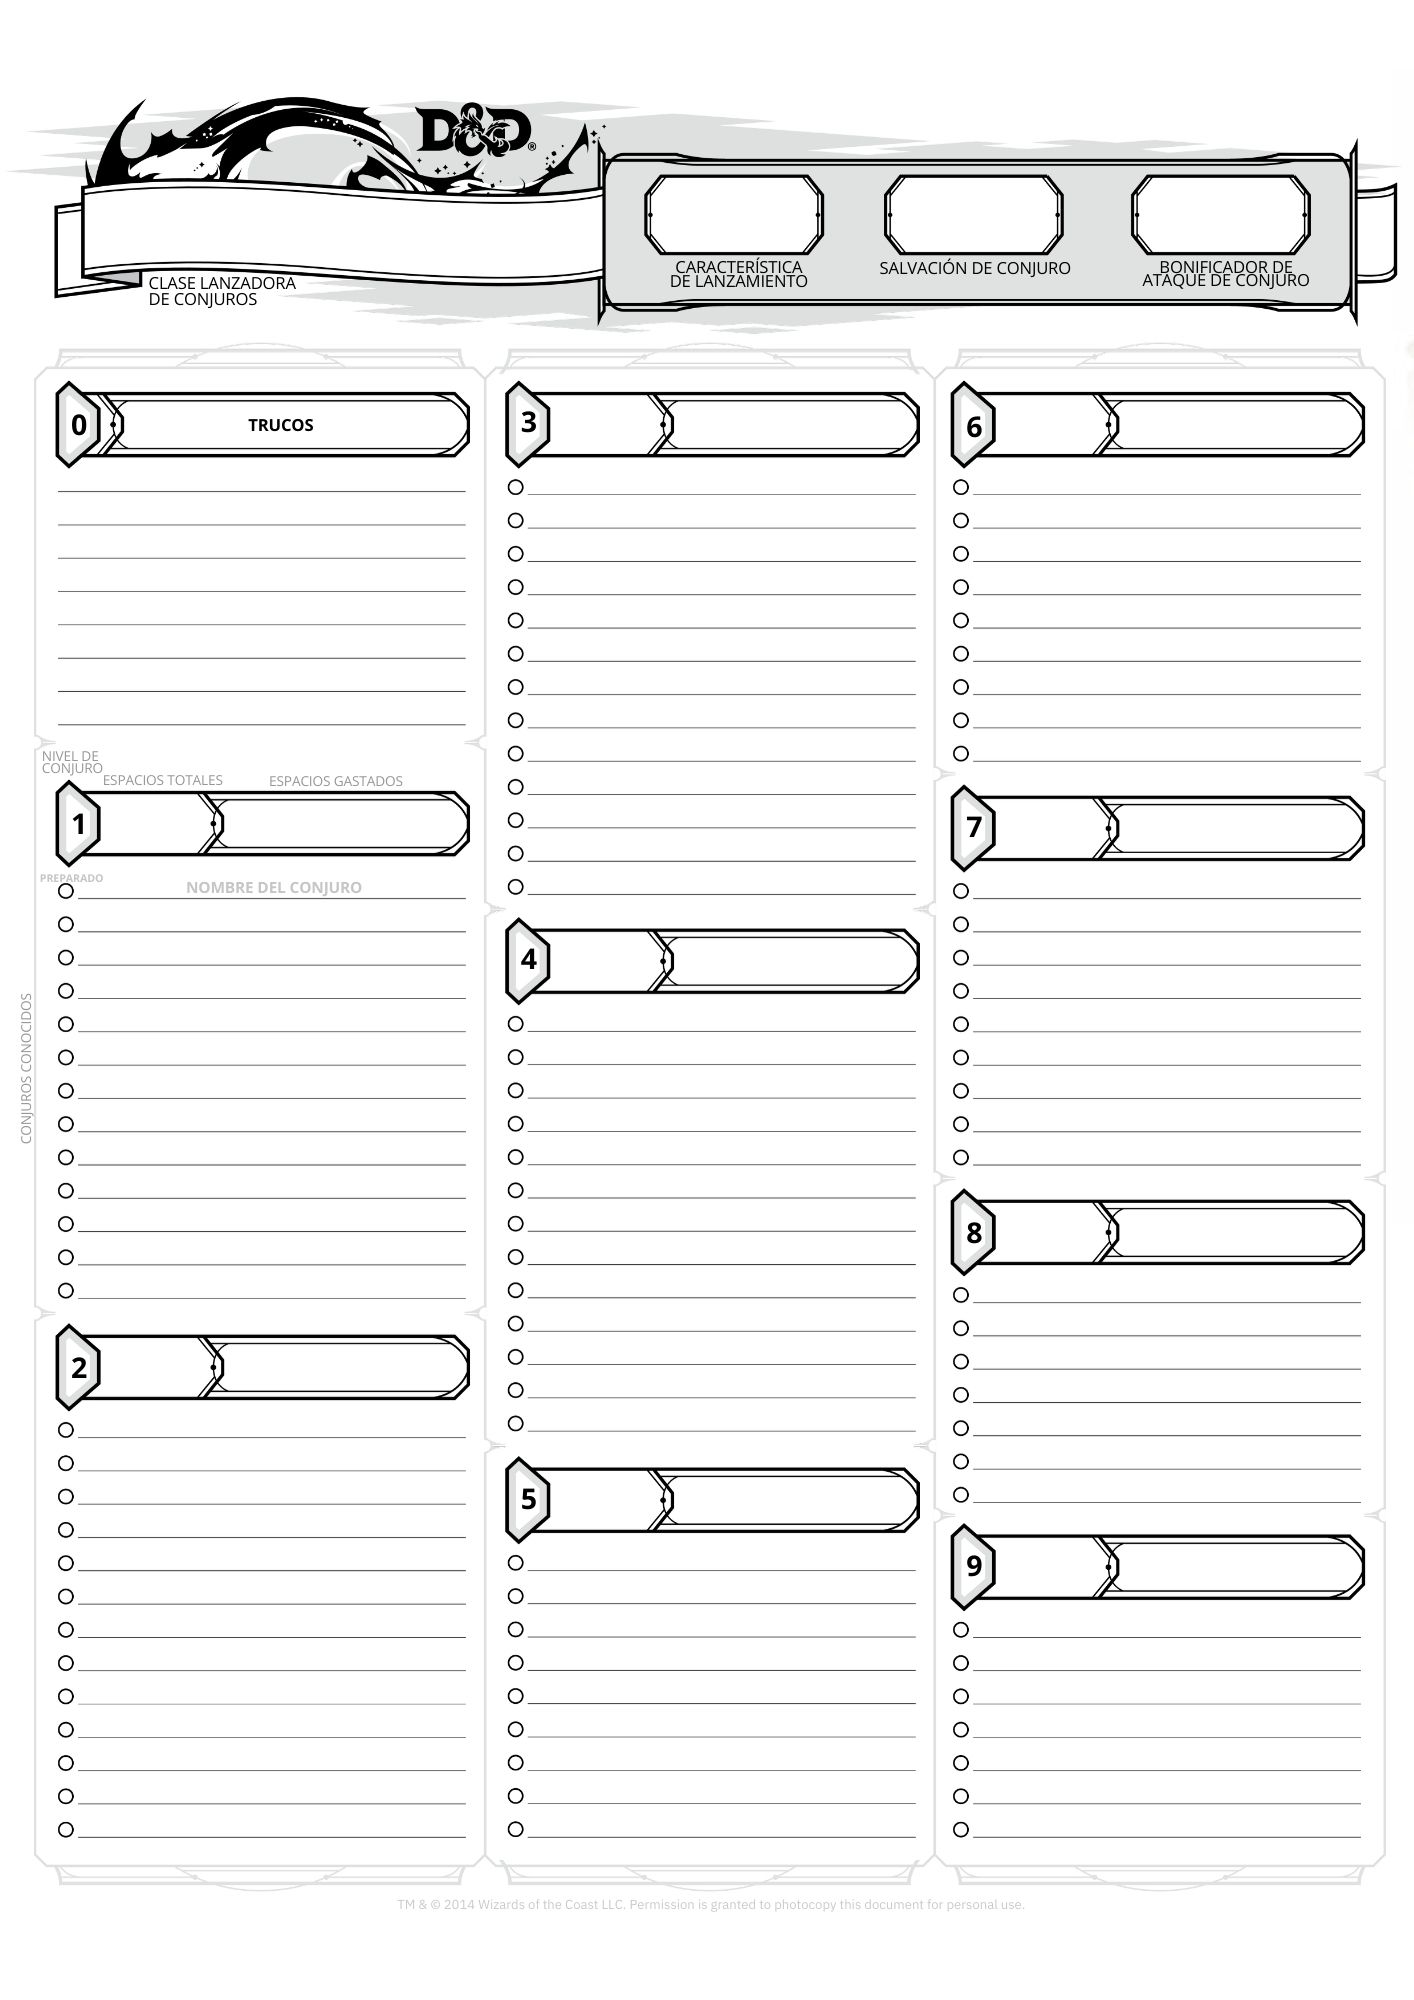 D&D®
CLASE LANZADORA
DE CONJUROS
CARACTERÍSTICA
DE LANZAMIENTO
SALVACIÓN DE CONJURO
BONIFICADOR DE
ATAQUE DE CONJURO
0
TRUCOS
NIVEL DE
CONJURO
ESPACIOS TOTALES
ESPACIOS GASTADOS
1
PREPARADO
NOMBRE DEL CONJURO
CONJUROS CONOCIDOS
2
3
4
5
6
7
8
9
TM & © 2014 Wizards of the Coast LLC. Permission is granted to photocopy this document for personal use.